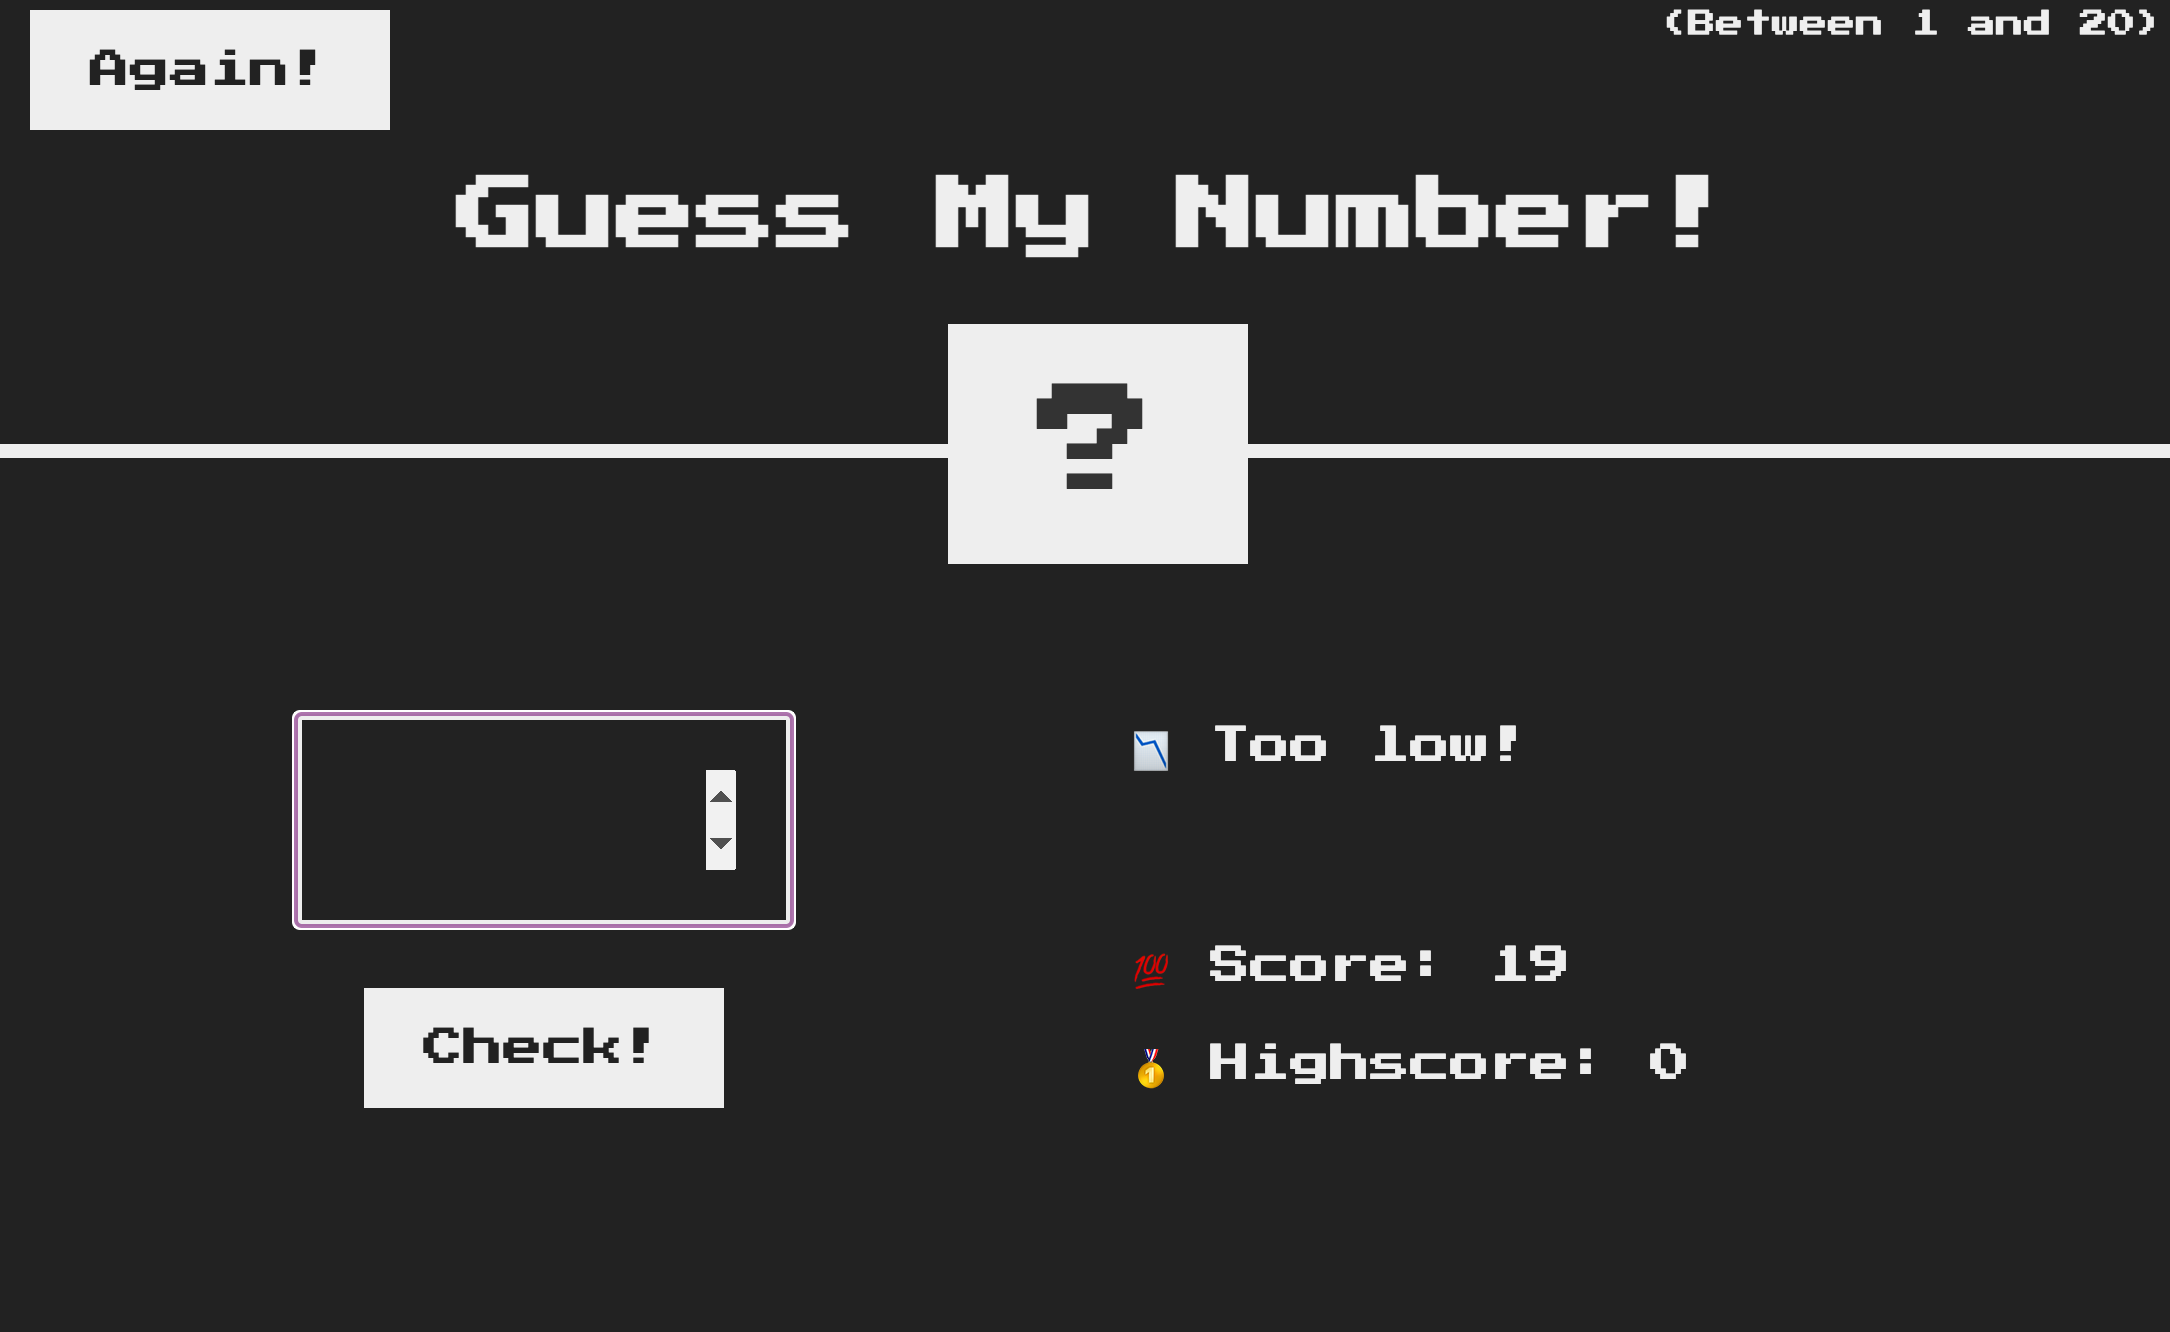 Again!
(Between 1 and 20)
Guess My Number!
?
📉 Too low!
💯 Score: 19
🥇 Highscore: 0
Check!